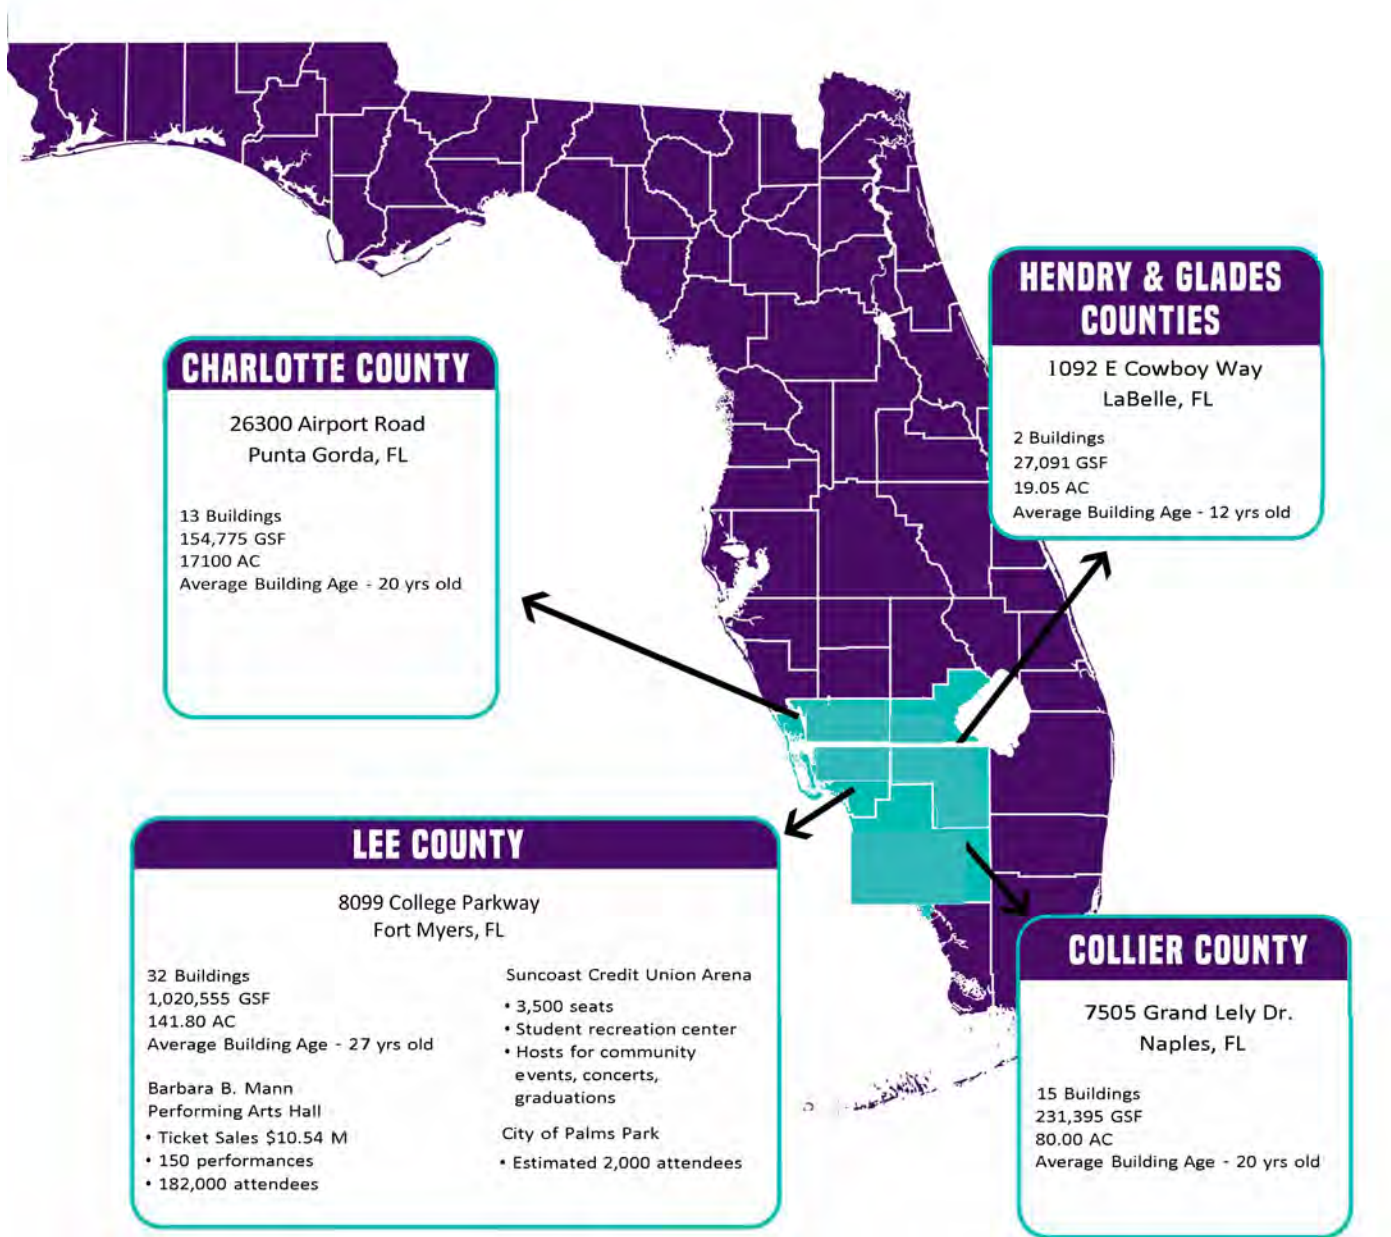 HENDRY & GLADES
COUNTIES
1092 E Cowboy Way
LaBelle, FL
2 Buildings
27,091 GSF
19.05 AC
Average Building Age - 12 yrs old
CHARLOTTE COUNTY
26300 Airport Road
Punta Gorda, FL
13 Buildings
154,775 GSF
17100 AC
Average Building Age - 20 yrs old
LEE COUNTY
8099 College Parkway
Fort Myers, FL
32 Buildings
1,020,555 GSF
141.80 AC
Average Building Age - 27 yrs old
Barbara B. Mann
Performing Arts Hall
• Ticket Sales $10.54 M
• 150 performances
• 182,000 attendees
Suncoast Credit Union Arena
• 3,500 seats
• Student recreation center
• Hosts for community
events, concerts,
graduations
City of Palms Park
• Estimated 2,000 attendees
COLLIER COUNTY
7505 Grand Lely Dr.
Naples, FL
15 Buildings
231,395 GSF
80.00 AC
Average Building Age - 20 yrs old